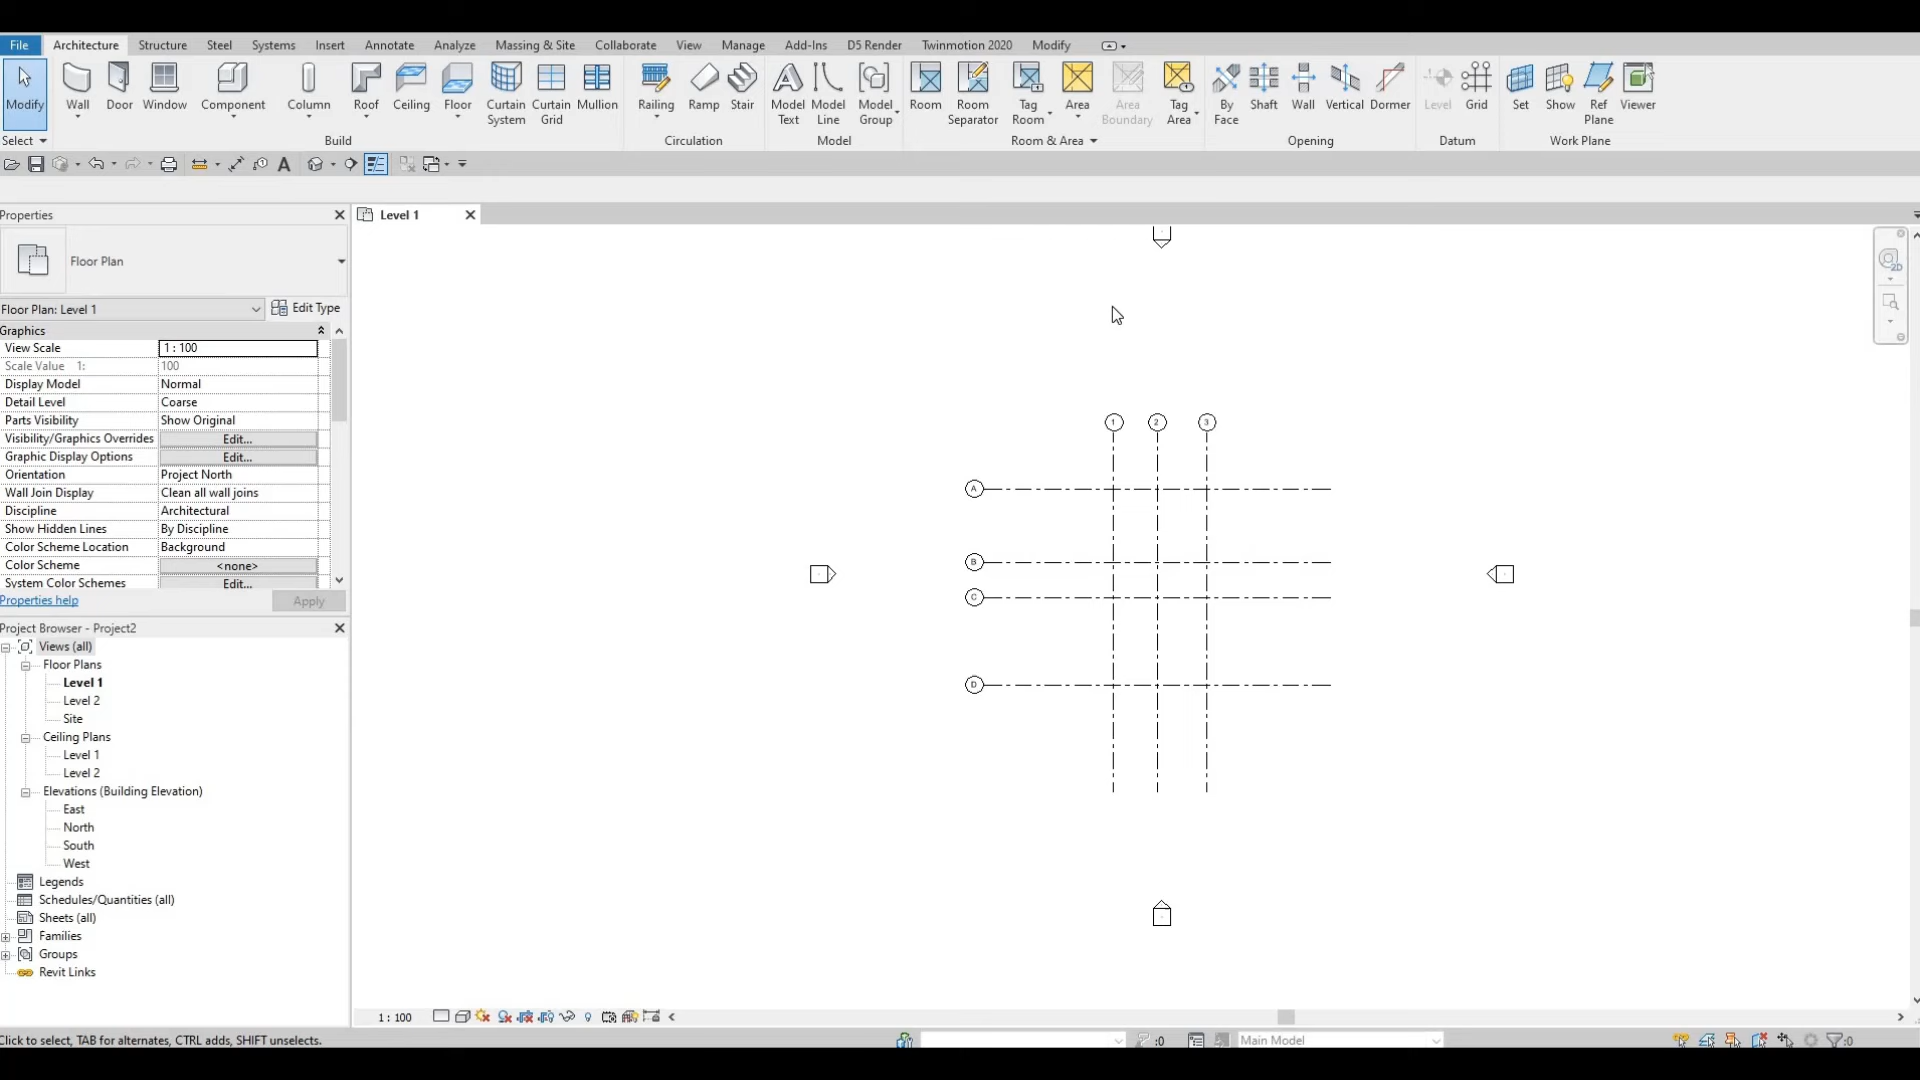 File Architecture Structure Steel Systems Insert Annotate Analyze Massing & Site Collaborate View Manage Add-Ins D5 Render Twinmotion 2020 Modify
Modify Wall Door Window Component Column Roof Ceiling Floor Curtain System Curtain Grid Mullion Railing Ramp Stair Model Text Model Line Model Group Room Room Separator Tag Room Area Area Boundary Tag Area By Face Shaft Wall Vertical Dormer Level Grid Set Show Ref Plane Viewer
Select Build Circulation Model Room & Area Opening Datum Work Plane
Properties
Level 1
2D
Floor Plan
Floor Plan: Level 1 Edit Type
Graphics
View Scale 1 : 100
Scale Value 1: 100
Display Model Normal
Detail Level Coarse
Parts Visibility Show Original
Visibility/Graphics Overrides Edit...
Graphic Display Options Edit...
Orientation Project North
Wall Join Display Clean all wall joins
Discipline Architectural
Show Hidden Lines By Discipline
Color Scheme Location Background
Color Scheme <none>
System Color Schemes Edit...
Properties help Apply
Project Browser - Project2
Views (all)
Floor Plans
Level 1
Level 2
Site
Ceiling Plans
Level 1
Level 2
Elevations (Building Elevation)
East
North
South
West
Legends
Schedules/Quantities (all)
Sheets (all)
Families
Groups
Revit Links
1 2 3
A
B
C
D
1 : 100
Click to select, TAB for alternates, CTRL adds, SHIFT unselects.
:0
Main Model
:0